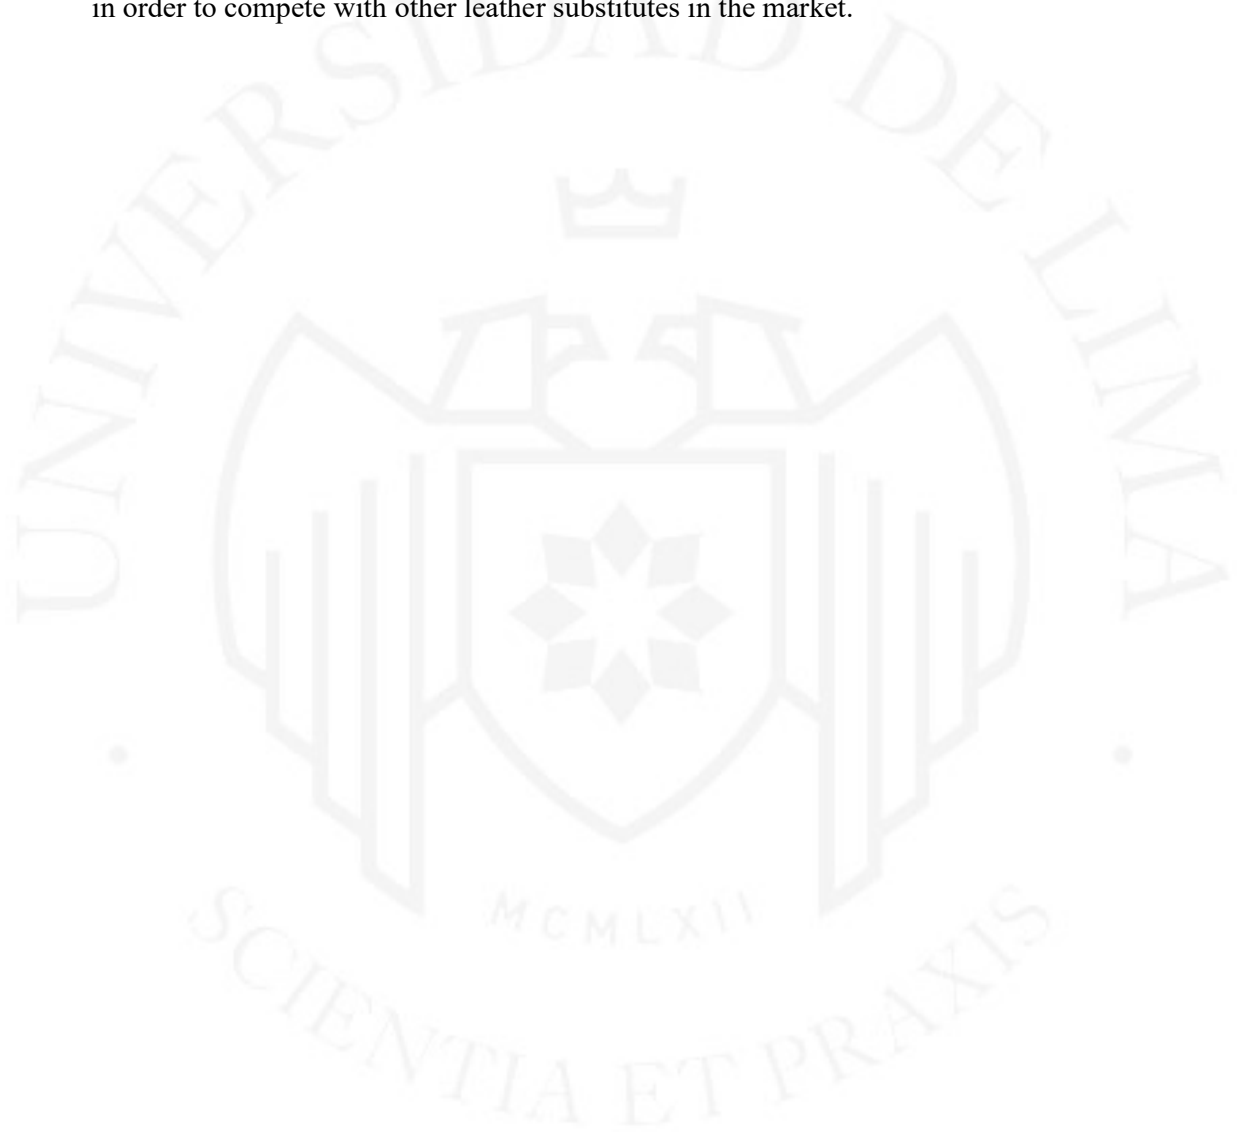 in order to compete with other leather substitutes in the market.
UNIVERSIDAD DE LIMA
MCMLXII
SCIENTIA ET PRAXIS